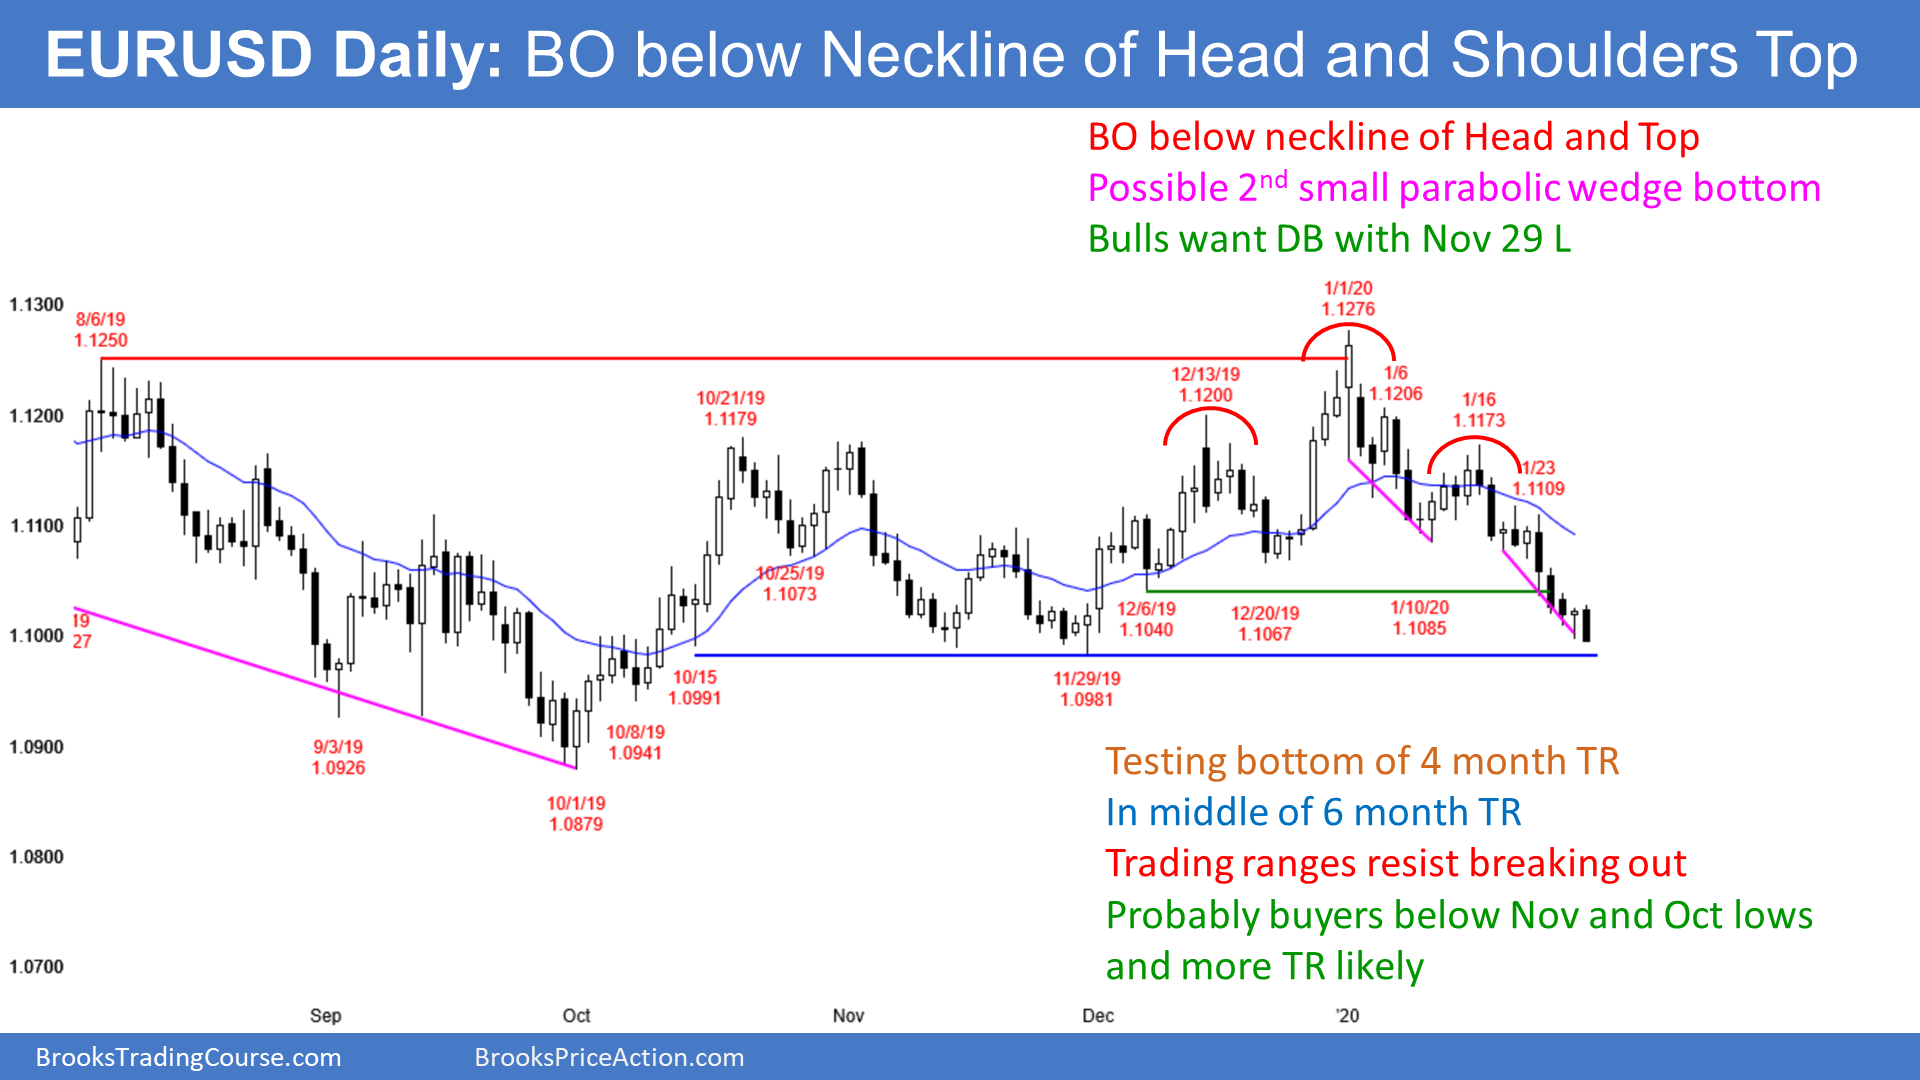 EURUSD Daily: BO below Neckline of Head and Shoulders Top
BO below neckline of Head and Top
Possible 2nd small parabolic wedge bottom
Bulls want DB with Nov 29 L
1.1300
1.1200
1.1100
1.1000
1.0900
1.0800
1.0700
8/6/19
1.1250
19
27
9/3/19
1.0926
10/1/19
1.0879
10/8/19
1.0941
10/15
1.0991
10/21/19
1.1179
10/25/19
1.1073
11/29/19
1.0981
12/6/19
1.1040
12/13/19
1.1200
12/20/19
1.1067
1/1/20
1.1276
1/6
1.1206
1/10/20
1.1085
1/16
1.1173
1/23
1.1109
Testing bottom of 4 month TR
In middle of 6 month TR
Trading ranges resist breaking out
Probably buyers below Nov and Oct lows
and more TR likely
Sep
Oct
Nov
Dec
'20
BrooksTradingCourse.com
BrooksPriceAction.com